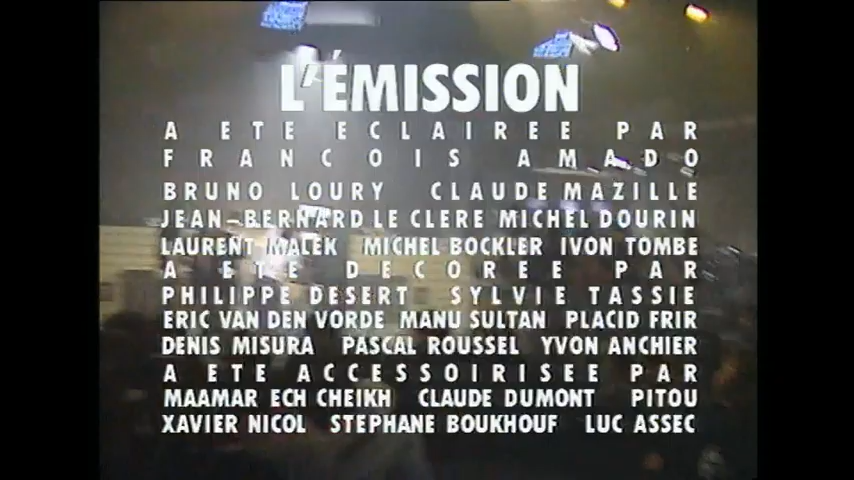 L'ÉMISSION
A ETE ECLAIREE PAR
FRANCOIS AMADO
BRUNO LOURY CLAUDE MAZILLE
JEAN-BERNARD LE CLERE MICHEL DOURIN
LAURENT MALEK MICHEL BOCKLER IVON TOMBE
A ETE DECOREE PAR
PHILIPPE DESERT SYLVIE TASSIE
ERIC VAN DEN VORDE MANU SULTAN PLACID FRIR
DENIS MISURA PASCAL ROUSSEL YVON ANCHIER
A ETE ACCESSOIRISEE PAR
MAAMAR ECH CHEIKH CLAUDE DUMONT PITOU
XAVIER NICOL STEPHANE BOUKHOUF LUC ASSEC